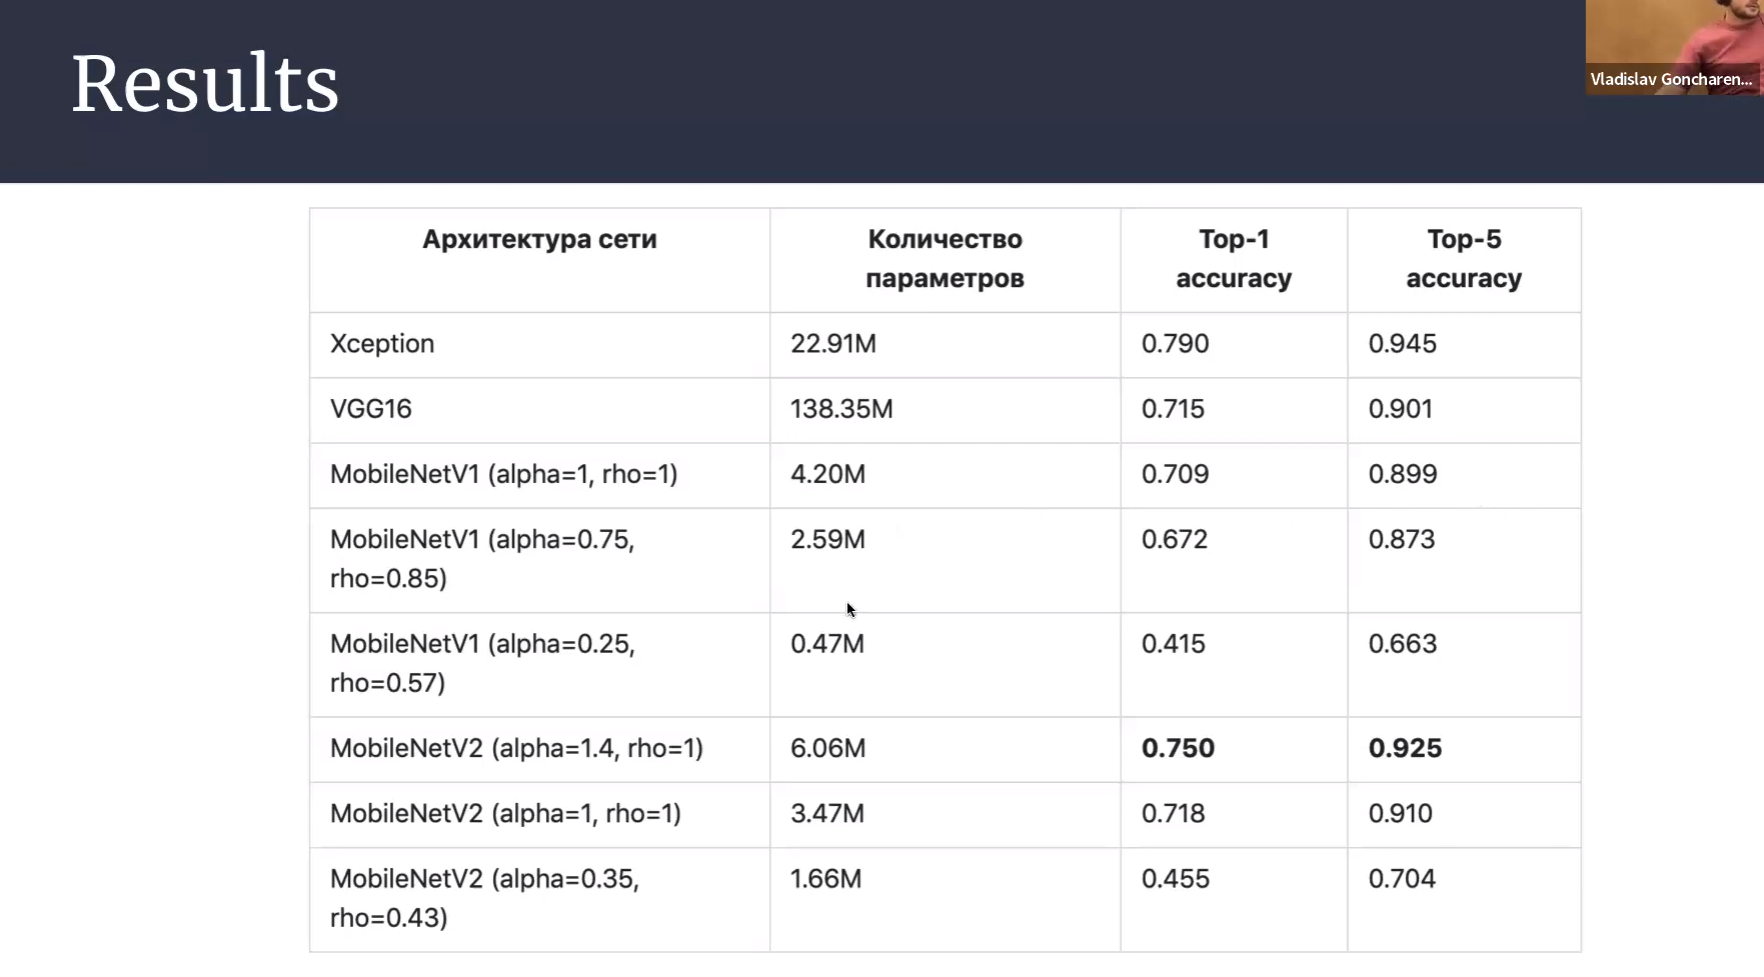 Results
Vladislav Goncharen...
Архитектура сети
Количество
параметров
Top-1
accuracy
Top-5
accuracy
Xception
22.91M
0.790
0.945
VGG16
138.35M
0.715
0.901
MobileNetV1 (alpha=1, rho=1)
4.20M
0.709
0.899
MobileNetV1 (alpha=0.75,
rho=0.85)
2.59M
0.672
0.873
MobileNetV1 (alpha=0.25,
rho=0.57)
0.47M
0.415
0.663
MobileNetV2 (alpha=1.4, rho=1)
6.06M
0.750
0.925
MobileNetV2 (alpha=1, rho=1)
3.47M
0.718
0.910
MobileNetV2 (alpha=0.35,
rho=0.43)
1.66M
0.455
0.704